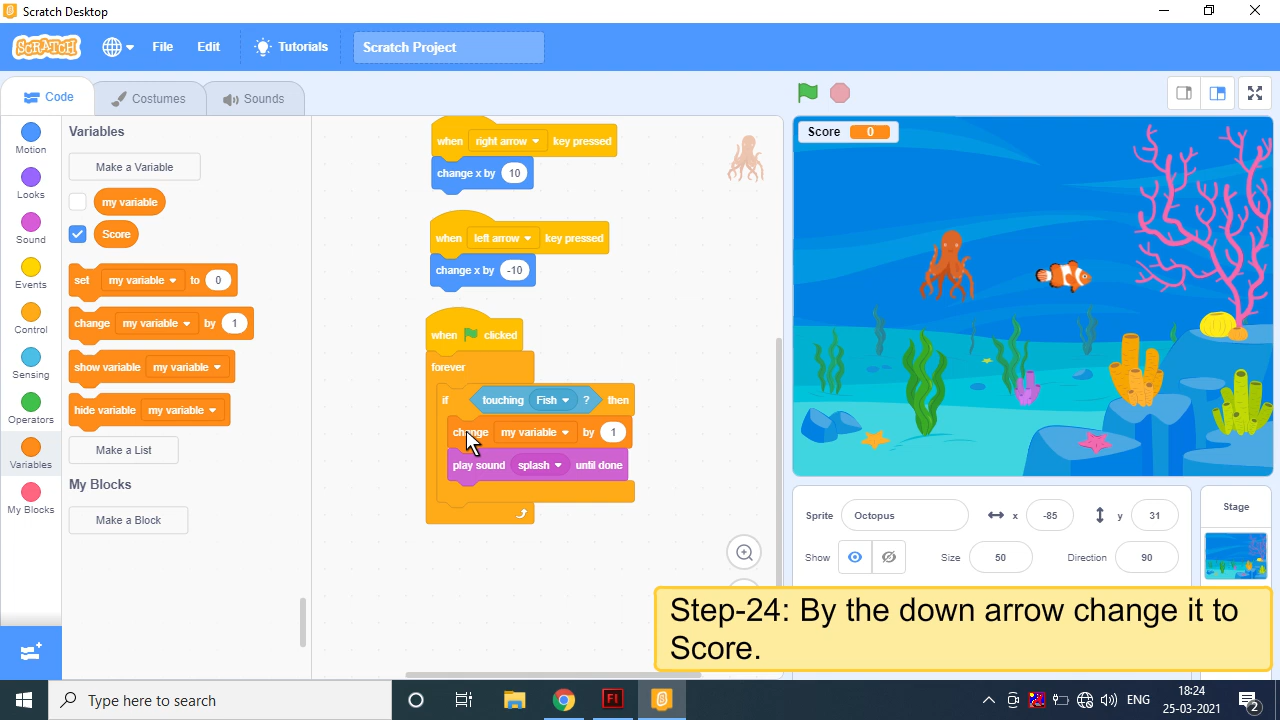 Scratch Desktop
SCRATCH
File
Edit
Tutorials
Scratch Project
Code
Costumes
Sounds
Motion
Looks
Sound
Events
Control
Sensing
Operators
Variables
My Blocks
Variables
Make a Variable
my variable
Score
set my variable to 0
change my variable by 1
show variable my variable
hide variable my variable
Make a List
My Blocks
Make a Block
when right arrow key pressed
change x by 10
when left arrow key pressed
change x by -10
when clicked
forever
if touching Fish ? then
change my variable by 1
play sound splash until done
Score 0
Sprite Octopus x -85 y 31
Show Size 50 Direction 90
Stage
Step-24: By the down arrow change it to
Score.
Type here to search
Fl
ENG
18:24
25-03-2021
2